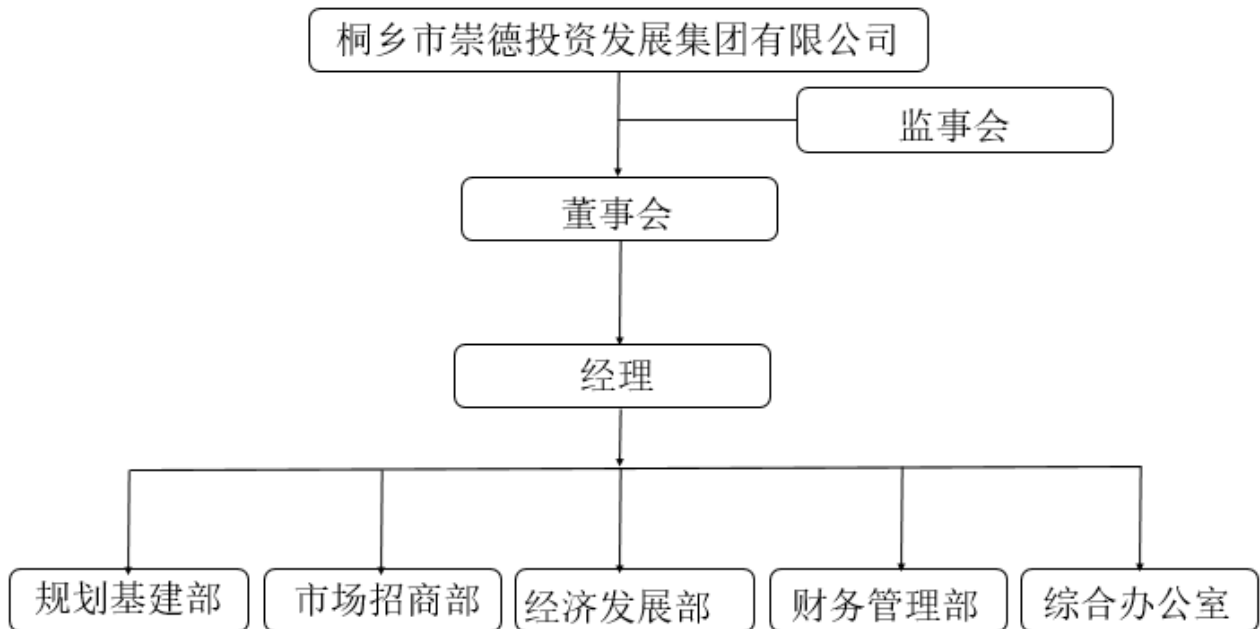 桐乡市崇德投资发展集团有限公司
监事会
董事会
经理
规划基建部
市场招商部
经济发展部
财务管理部
综合办公室